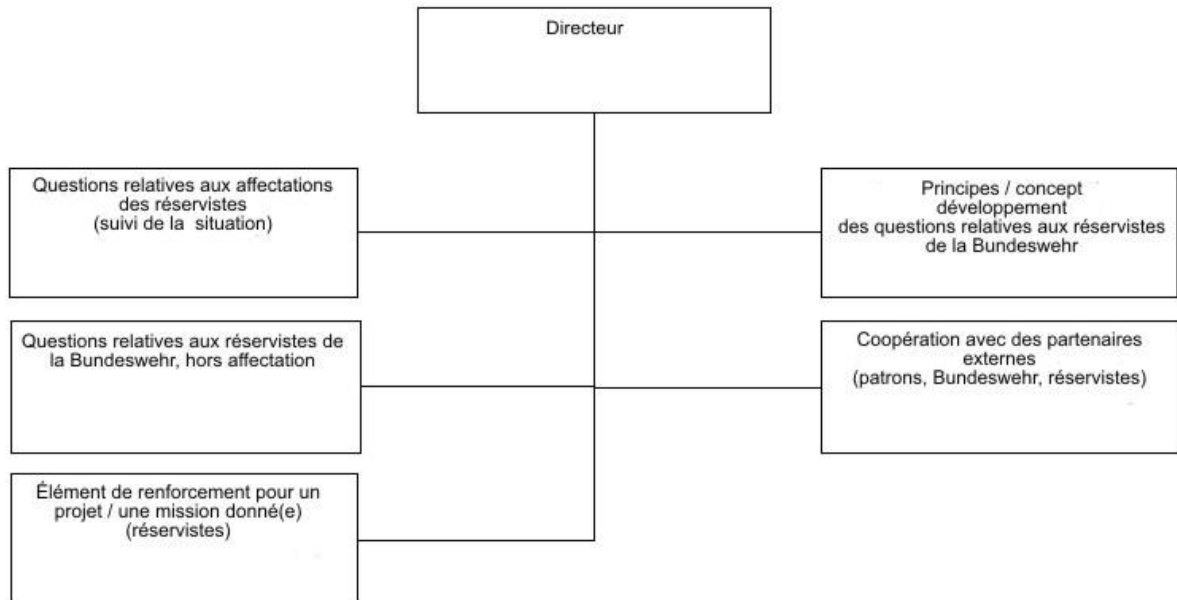 Directeur
Questions relatives aux affectations
des réservistes
(suivi de la situation)
Principes / concept
développement
des questions relatives aux réservistes
de la Bundeswehr
Questions relatives aux réservistes de
la Bundeswehr, hors affectation
Coopération avec des partenaires
externes
(patrons, Bundeswehr, réservistes)
Élément de renforcement pour un
projet / une mission donné(e)
(réservistes)